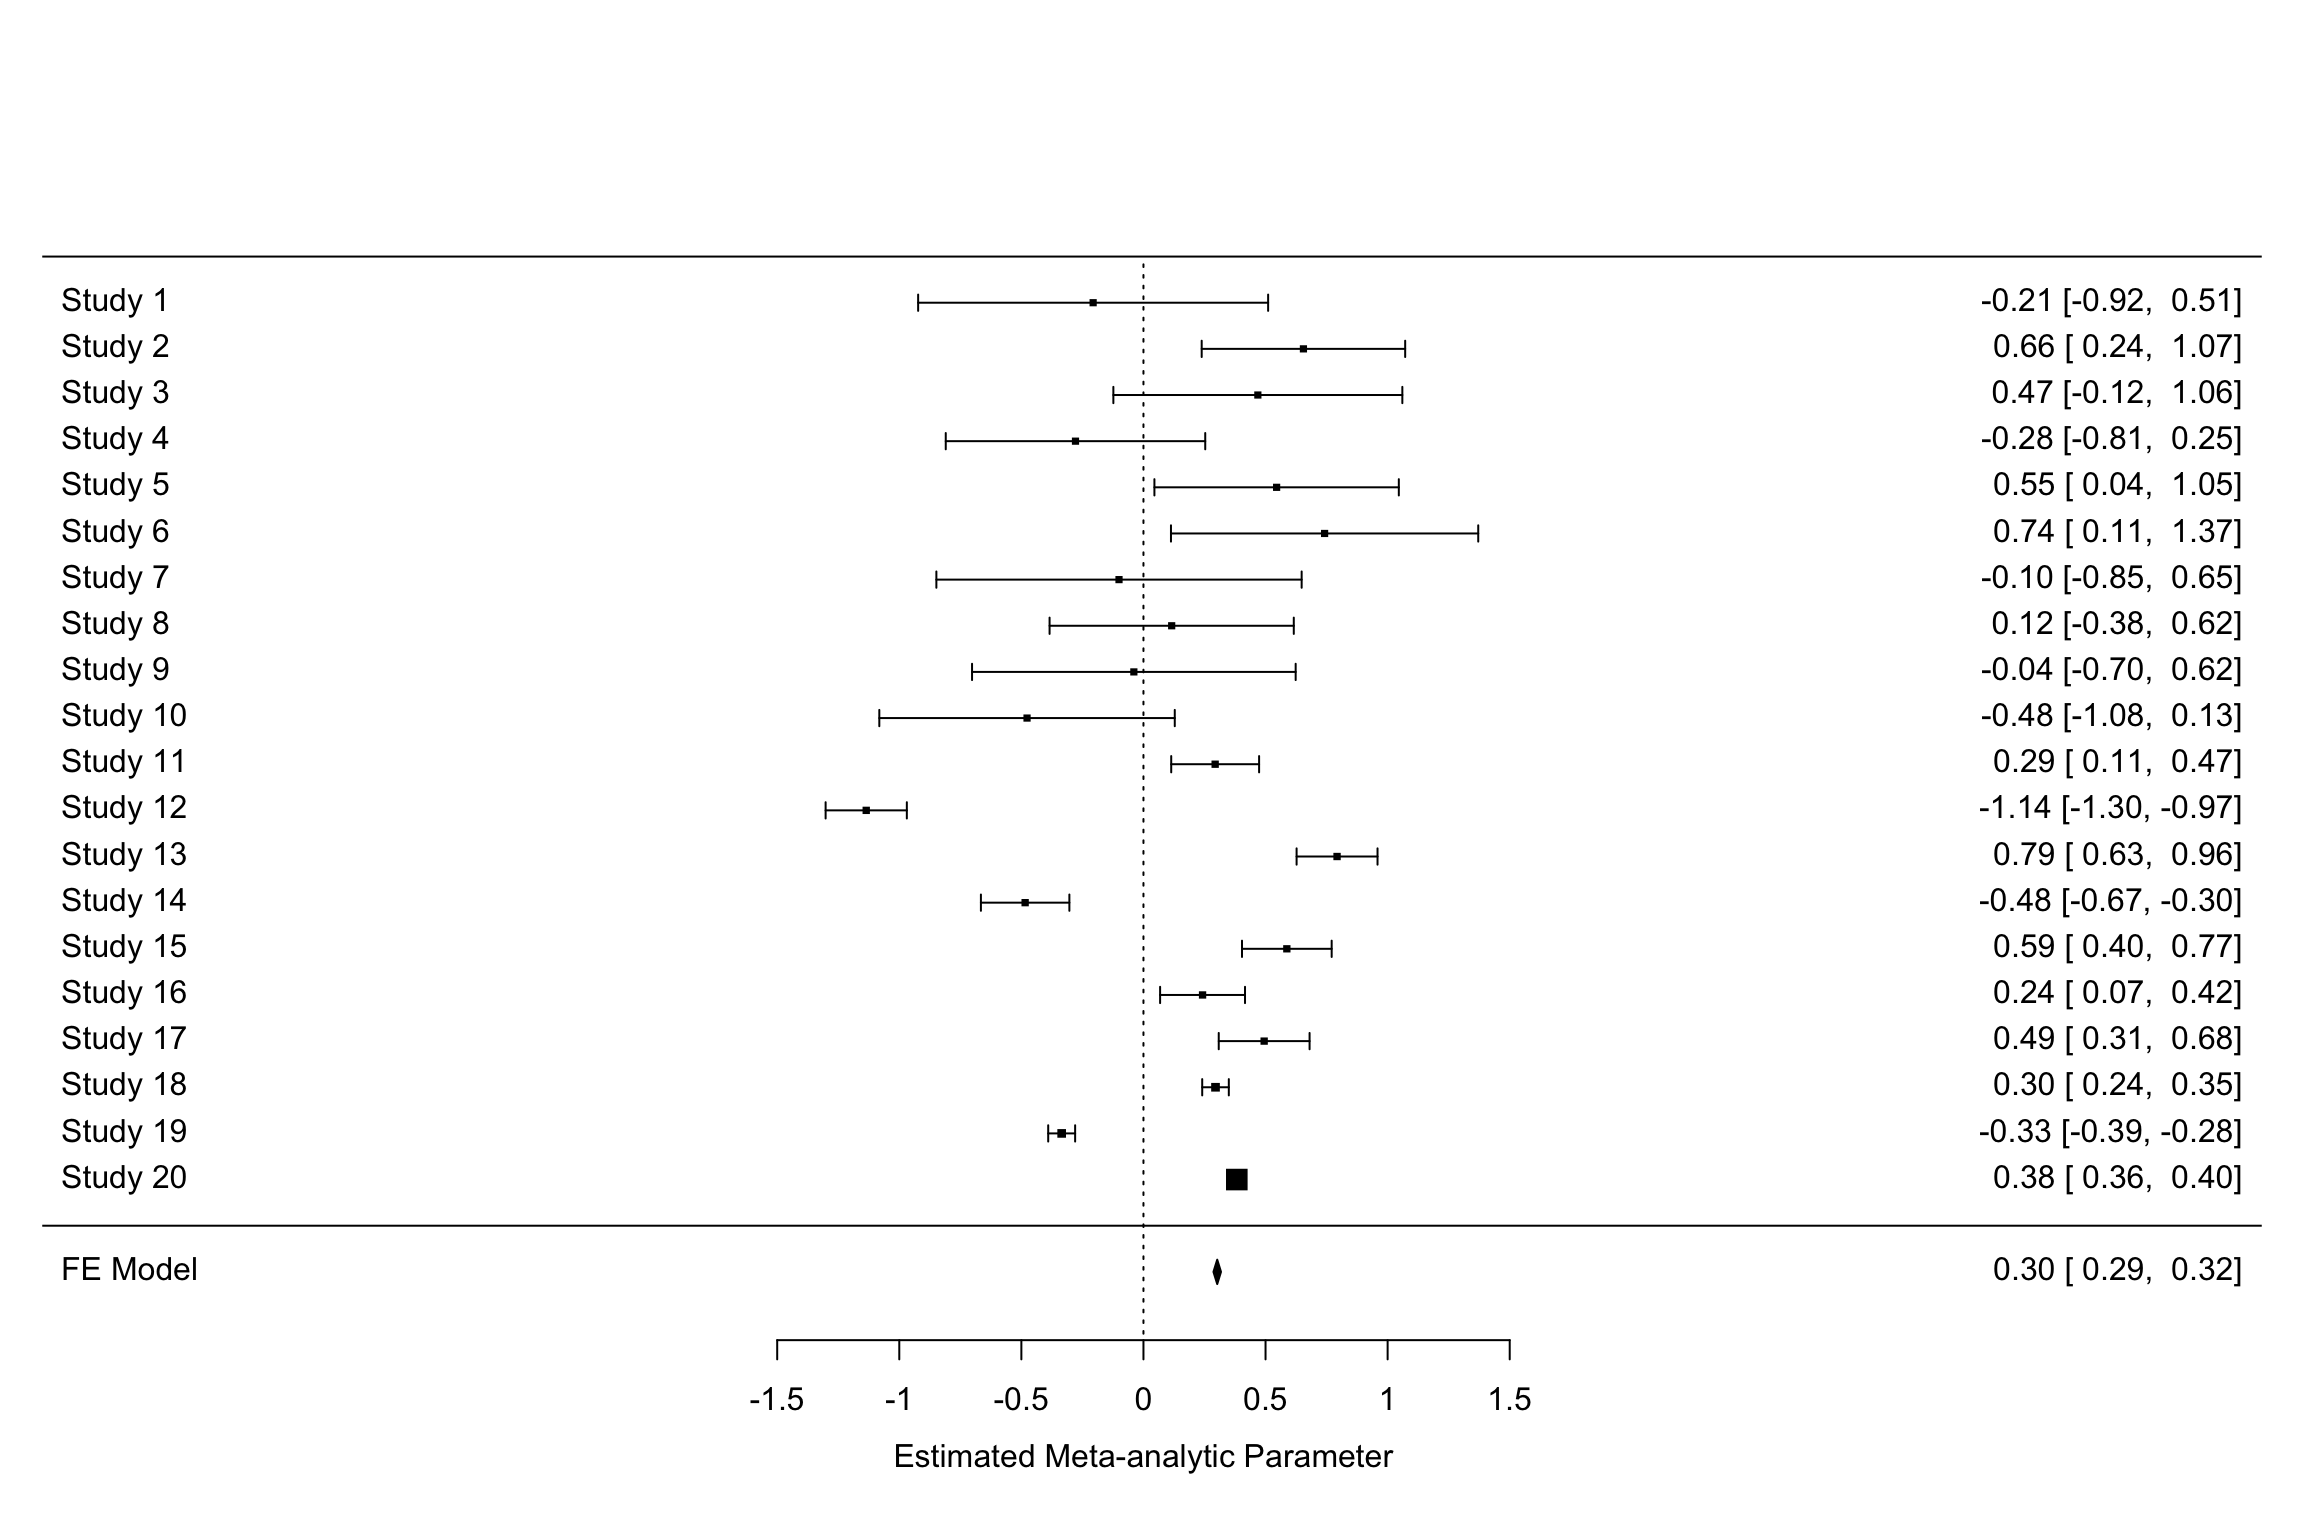 Study 1 -0.21 [-0.92, 0.51]
Study 2 0.66 [ 0.24, 1.07]
Study 3 0.47 [-0.12, 1.06]
Study 4 -0.28 [-0.81, 0.25]
Study 5 0.55 [ 0.04, 1.05]
Study 6 0.74 [ 0.11, 1.37]
Study 7 -0.10 [-0.85, 0.65]
Study 8 0.12 [-0.38, 0.62]
Study 9 -0.04 [-0.70, 0.62]
Study 10 -0.48 [-1.08, 0.13]
Study 11 0.29 [ 0.11, 0.47]
Study 12 -1.14 [-1.30, -0.97]
Study 13 0.79 [ 0.63, 0.96]
Study 14 -0.48 [-0.67, -0.30]
Study 15 0.59 [ 0.40, 0.77]
Study 16 0.24 [ 0.07, 0.42]
Study 17 0.49 [ 0.31, 0.68]
Study 18 0.30 [ 0.24, 0.35]
Study 19 -0.33 [-0.39, -0.28]
Study 20 0.38 [ 0.36, 0.40]
FE Model 0.30 [ 0.29, 0.32]
-1.5 -1 -0.5 0 0.5 1 1.5
Estimated Meta-analytic Parameter